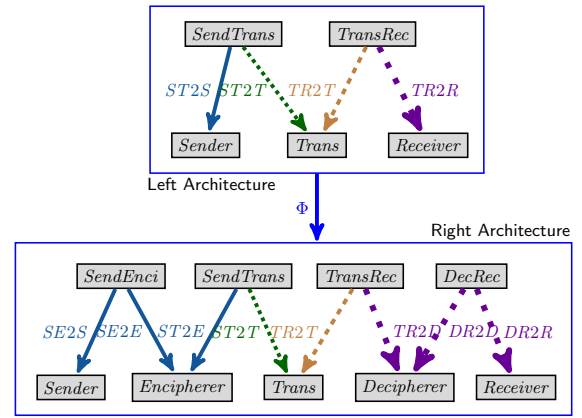 SendTrans TransRec
ST2S ST2T TR2T TR2R
Sender Trans Receiver
Left Architecture
Φ
Right Architecture
SendEnci SendTrans TransRec DecRec
SE2S SE2E ST2E ST2T TR2T TR2D DR2D DR2R
Sender Encipherer Trans Decipherer Receiver